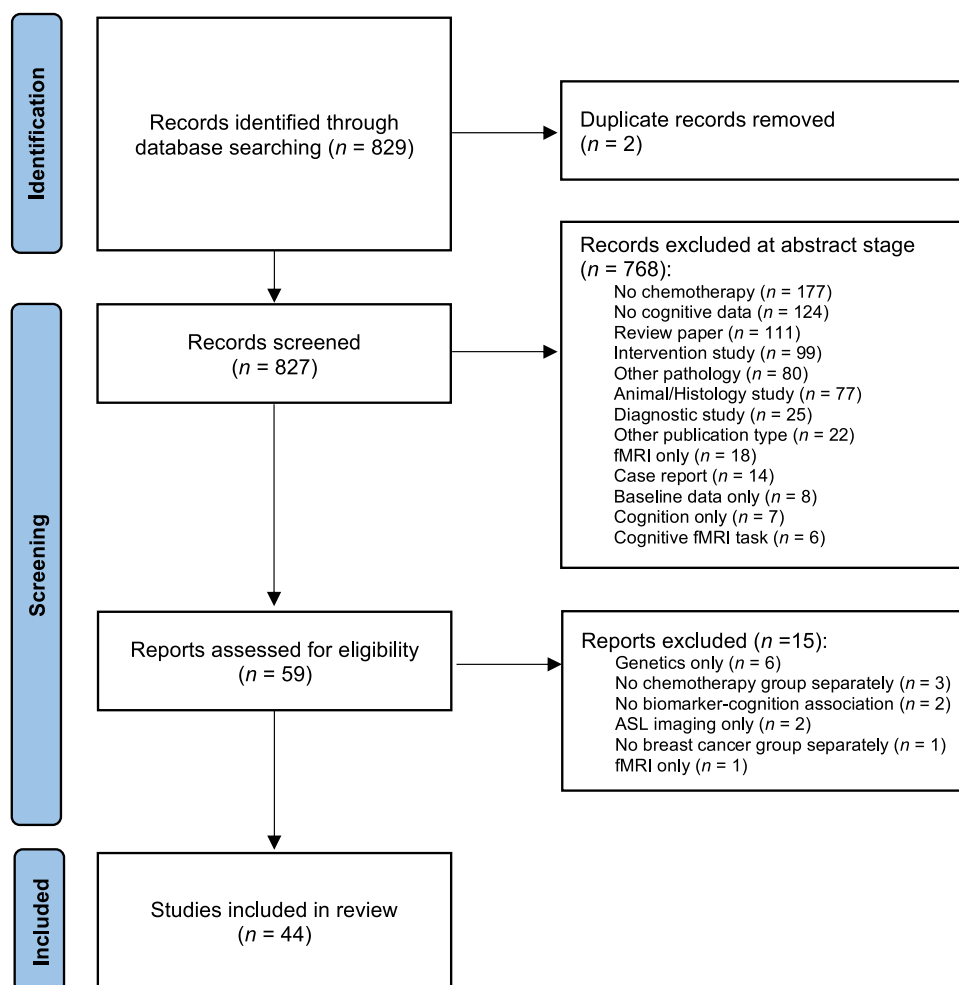 Identification
Records identified through
database searching (n = 829)
Duplicate records removed
(n = 2)
Screening
Records screened
(n = 827)
Records excluded at abstract stage
(n = 768):
No chemotherapy (n = 177)
No cognitive data (n = 124)
Review paper (n = 111)
Intervention study (n = 99)
Other pathology (n = 80)
Animal/Histology study (n = 77)
Diagnostic study (n = 25)
Other publication type (n = 22)
fMRI only (n = 18)
Case report (n = 14)
Baseline data only (n = 8)
Cognition only (n = 7)
Cognitive fMRI task (n = 6)
Reports assessed for eligibility
(n = 59)
Reports excluded (n =15):
Genetics only (n = 6)
No chemotherapy group separately (n = 3)
No biomarker-cognition association (n = 2)
ASL imaging only (n = 2)
No breast cancer group separately (n = 1)
fMRI only (n = 1)
Included
Studies included in review
(n = 44)